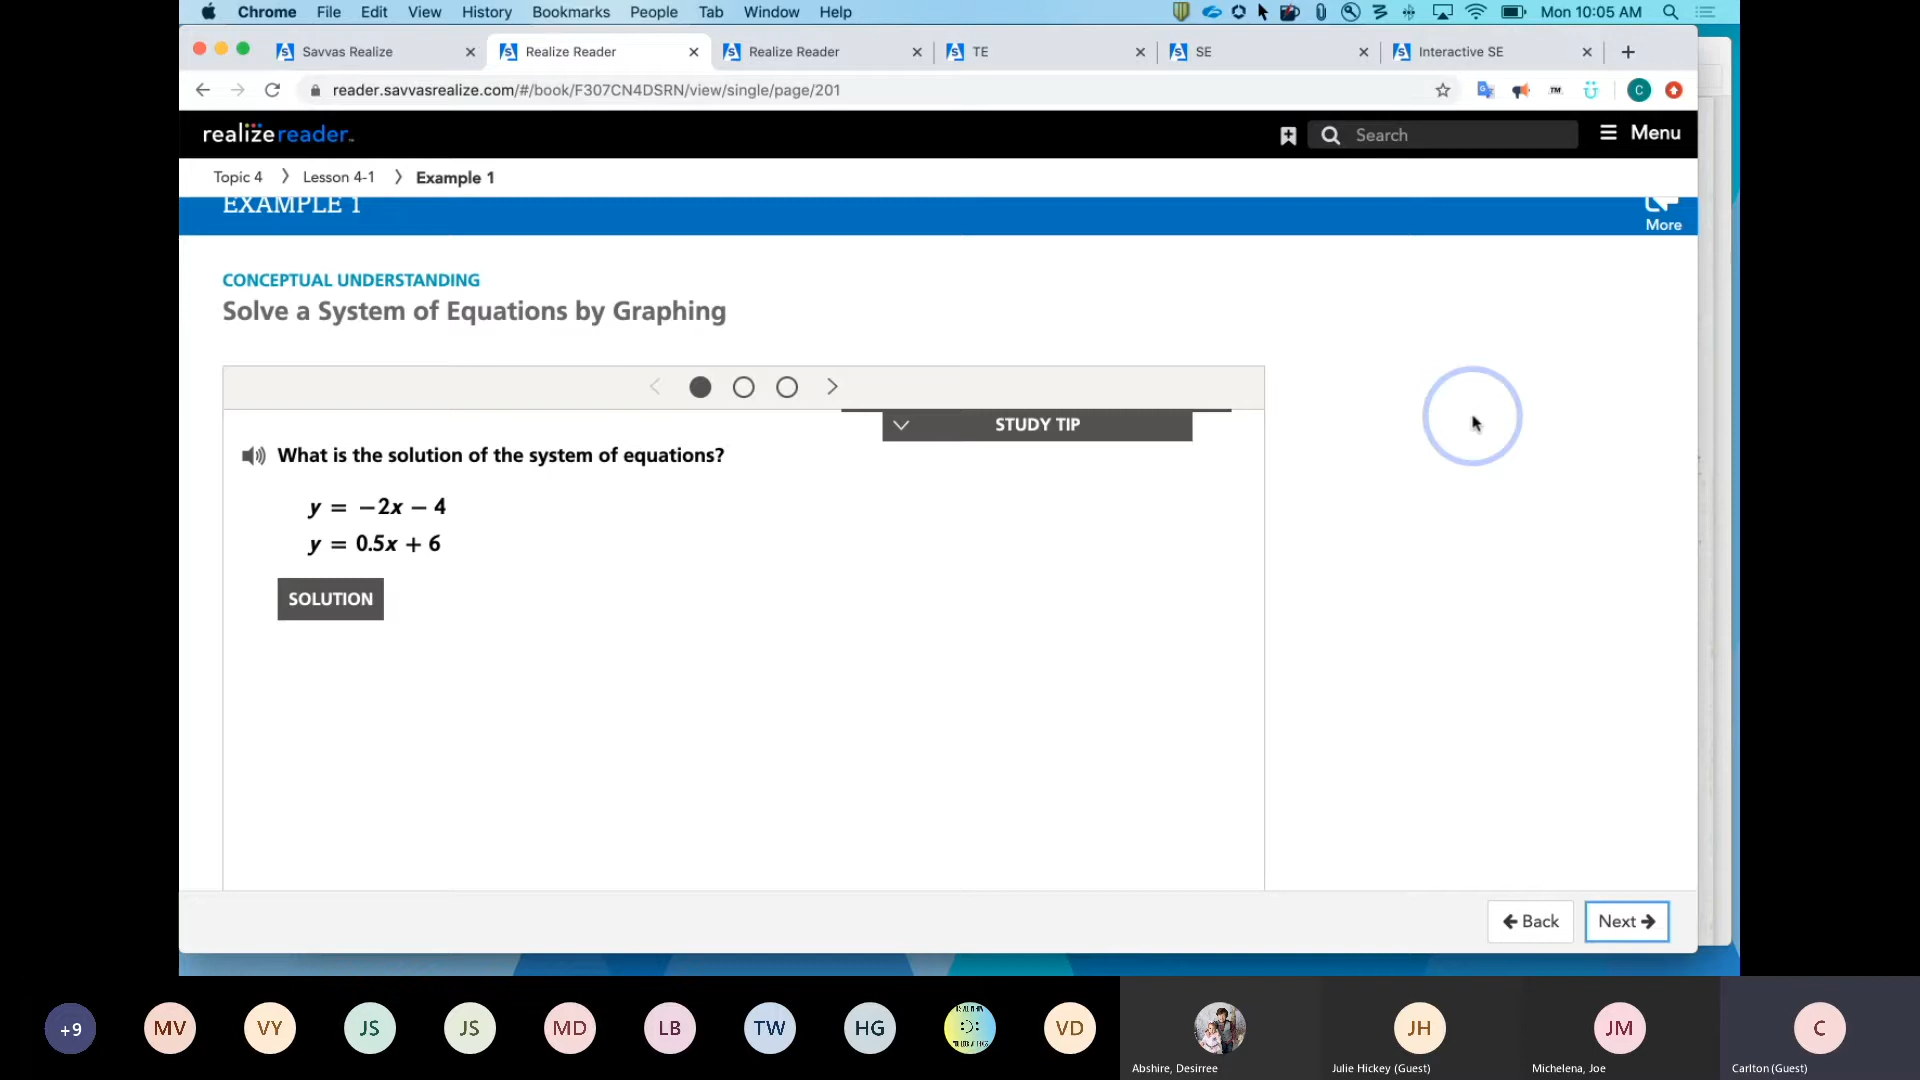 Chrome File Edit View History Bookmarks People Tab Window Help Mon 10:05 AM
Savvas Realize Realize Reader Realize Reader TE SE Interactive SE
reader.savvasrealize.com/#/book/F307CN4DSRN/view/single/page/201
TM C
realizereader. Search Menu
Topic 4 Lesson 4-1 Example 1
EXAMPLE 1
More
CONCEPTUAL UNDERSTANDING
Solve a System of Equations by Graphing
STUDY TIP
What is the solution of the system of equations?
y = −2x − 4
y = 0.5x + 6
SOLUTION
Back Next
+9 MV VY JS JS MD LB TW HG VD JH JM C
Abshire, Desirree Julie Hickey (Guest) Michelena, Joe Carlton (Guest)